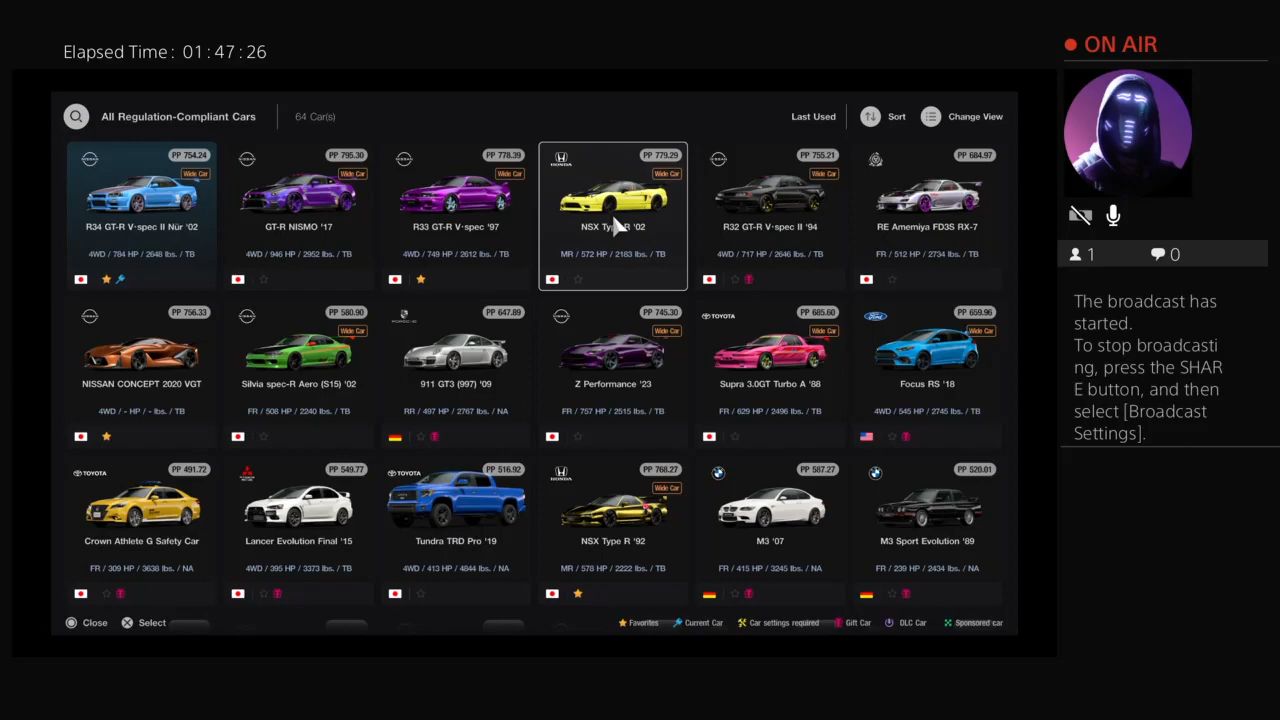 Elapsed Time: 01:47:26
ON AIR
All Regulation-Compliant Cars
64 Car(s)
Last Used
Sort
Change View
PP 754.24
Wide Car
R34 GT-R V·spec II Nür '02
4WD / 784 HP / 2648 lbs. / TB
PP 795.30
Wide Car
GT-R NISMO '17
4WD / 946 HP / 2952 lbs. / TB
PP 778.39
Wide Car
R33 GT-R V·spec '97
4WD / 749 HP / 2612 lbs. / TB
HONDA
PP 779.29
Wide Car
NSX Type R '02
MR / 572 HP / 2183 lbs. / TB
PP 755.21
Wide Car
R32 GT-R V·spec II '94
4WD / 717 HP / 2646 lbs. / TB
PP 684.97
RE Amemiya FD3S RX-7
FR / 512 HP / 2734 lbs. / TB
PP 756.33
NISSAN CONCEPT 2020 VGT
4WD / - HP / - lbs. / TB
PP 580.90
Wide Car
Silvia spec-R Aero (S15) '02
FR / 508 HP / 2240 lbs. / TB
PORSCHE
PP 647.89
911 GT3 (997) '09
RR / 497 HP / 2767 lbs. / NA
PP 745.30
Z Performance '23
FR / 757 HP / 2515 lbs. / TB
TOYOTA
PP 685.60
Wide Car
Supra 3.0GT Turbo A '88
FR / 629 HP / 2496 lbs. / TB
Ford
PP 659.96
Wide Car
Focus RS '18
4WD / 545 HP / 2745 lbs. / TB
TOYOTA
PP 491.72
Crown Athlete G Safety Car
FR / 309 HP / 3638 lbs. / NA
PP 549.77
Lancer Evolution Final '15
4WD / 395 HP / 3373 lbs. / TB
TOYOTA
PP 516.92
Tundra TRD Pro '19
4WD / 413 HP / 4844 lbs. / NA
HONDA
PP 768.27
Wide Car
NSX Type R '92
MR / 578 HP / 2222 lbs. / TB
PP 587.27
M3 '07
FR / 415 HP / 3245 lbs. / NA
PP 520.01
M3 Sport Evolution '89
FR / 239 HP / 2434 lbs. / NA
Close
Select
Favorites
Current Car
Car settings required
Gift Car
DLC Car
Sponsored car
1
0
The broadcast has
started.
To stop broadcasti
ng, press the SHAR
E button, and then
select [Broadcast
Settings].